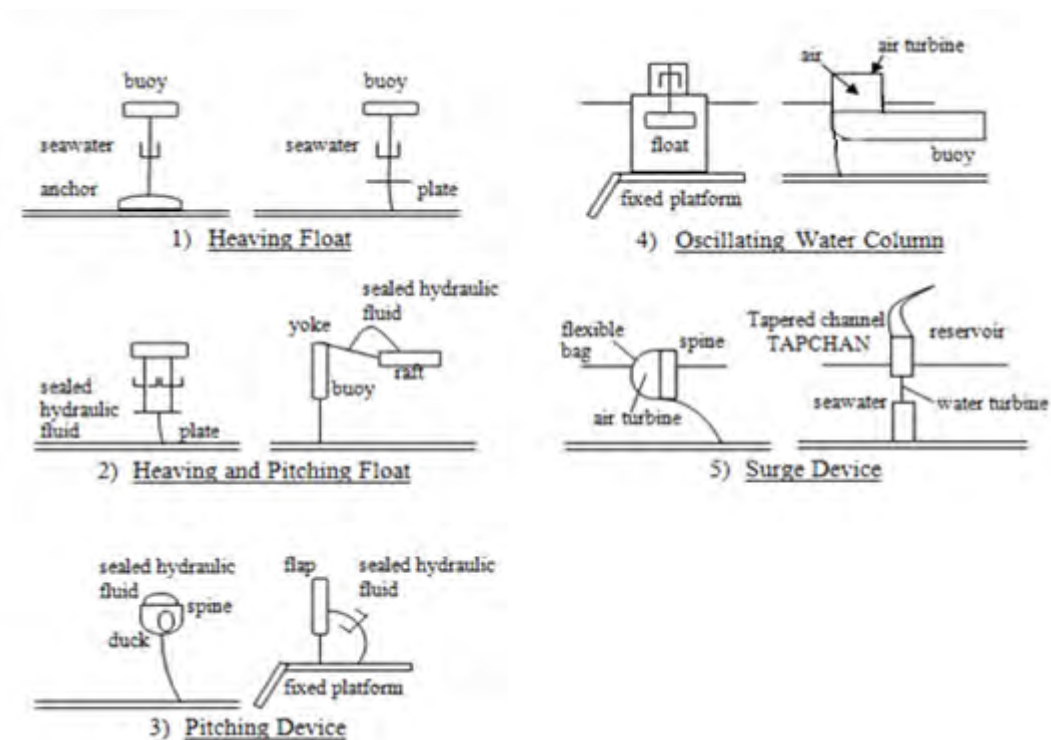 buoy
seawater
anchor
buoy
seawater
plate
1) Heaving Float
sealed
hydraulic
fluid
plate
sealed hydraulic
fluid
yoke
raft
buoy
2) Heaving and Pitching Float
sealed hydraulic
fluid
spine
duck
flap
sealed hydraulic
fluid
fixed platform
3) Pitching Device
float
fixed platform
air
air turbine
buoy
4) Oscillating Water Column
flexible
bag
spine
air turbine
Tapered channel
TAPCHAN
reservoir
seawater
water turbine
5) Surge Device